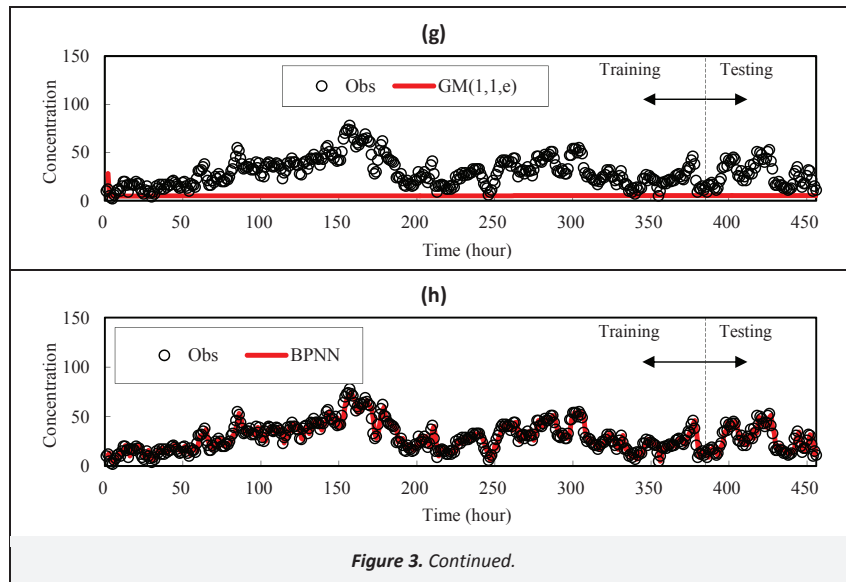 (g)
150
100
50
0
Concentration
Obs
GM(1,1,e)
Training
Testing
0 50 100 150 200 250 300 350 400 450
Time (hour)
(h)
150
100
50
0
Concentration
Obs
BPNN
Training
Testing
0 50 100 150 200 250 300 350 400 450
Time (hour)
Figure 3. Continued.